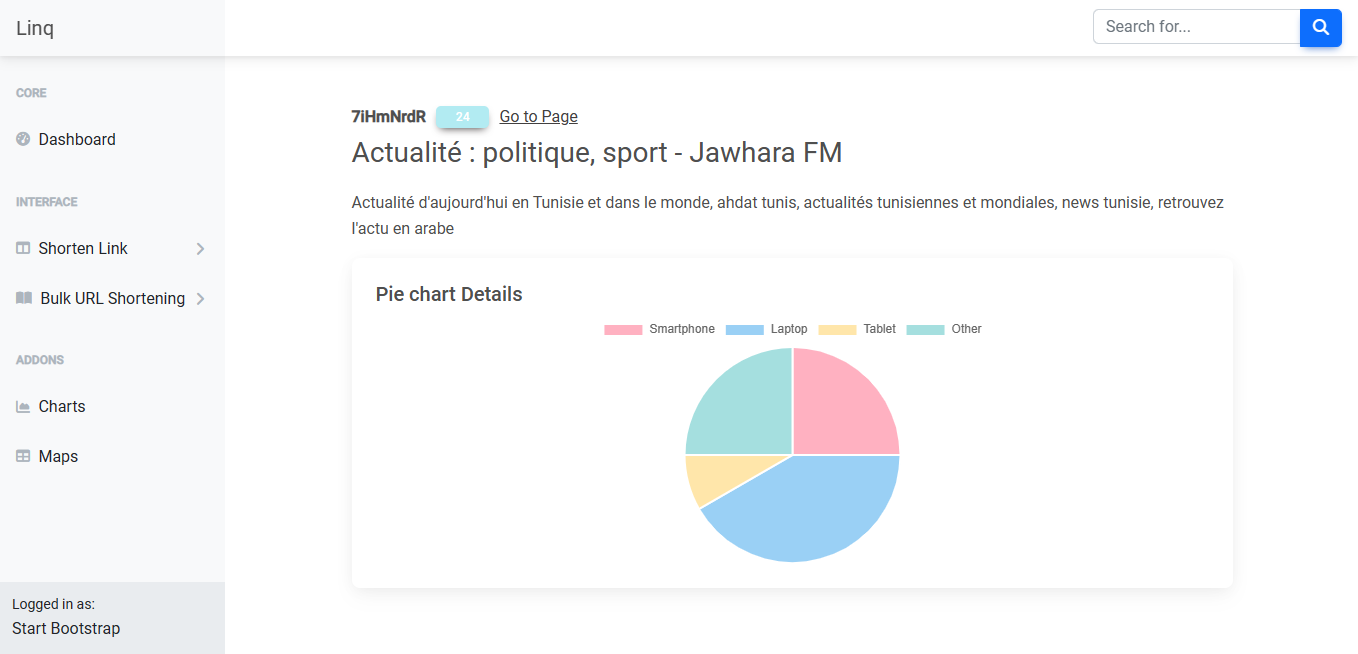 Linq
Search for...
CORE
Dashboard
INTERFACE
Shorten Link
Bulk URL Shortening
ADDONS
Charts
Maps
Logged in as:
Start Bootstrap
7iHmNrdR 24 Go to Page
Actualité : politique, sport - Jawhara FM
Actualité d'aujourd'hui en Tunisie et dans le monde, ahdat tunis, actualités tunisiennes et mondiales, news tunisie, retrouvez
l'actu en arabe
Pie chart Details
Smartphone Laptop Tablet Other